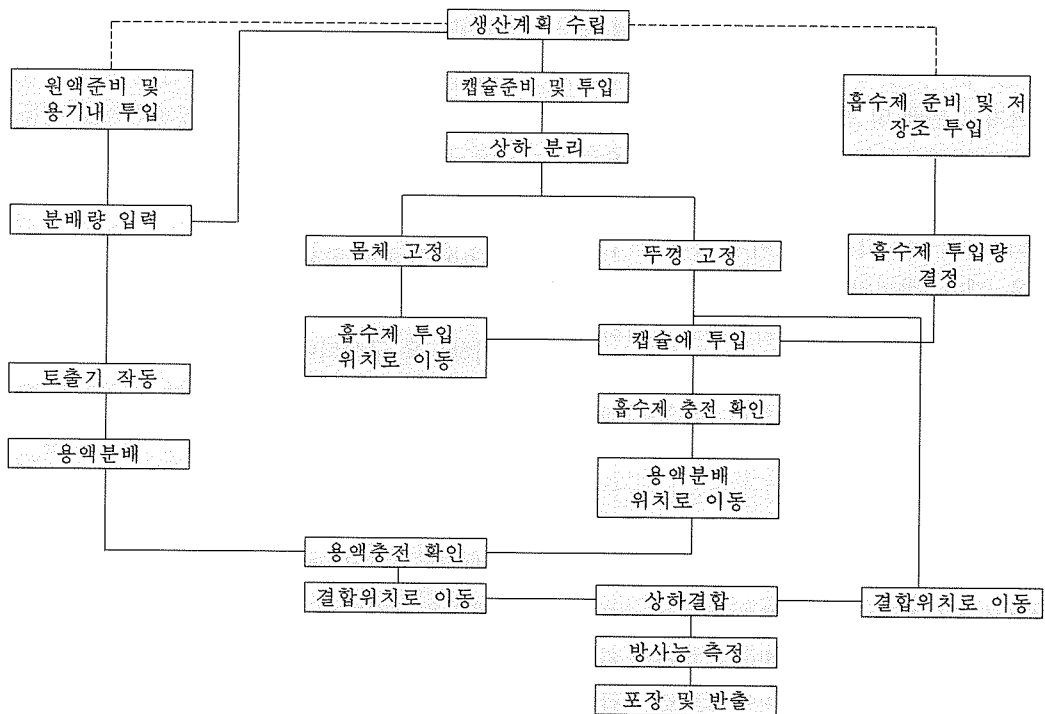 생산계획 수립
원액준비 및
용기내 투입
캡슐준비 및 투입
흡수제 준비 및 저
장조 투입
상하 분리
분배량 입력
몸체 고정
뚜껑 고정
흡수제 투입량
결정
흡수제 투입
위치로 이동
캡슐에 투입
토출기 작동
흡수제 충전 확인
용액분배
용액분배
위치로 이동
용액충전 확인
결합위치로 이동
상하결합
결합위치로 이동
방사능 측정
포장 및 반출